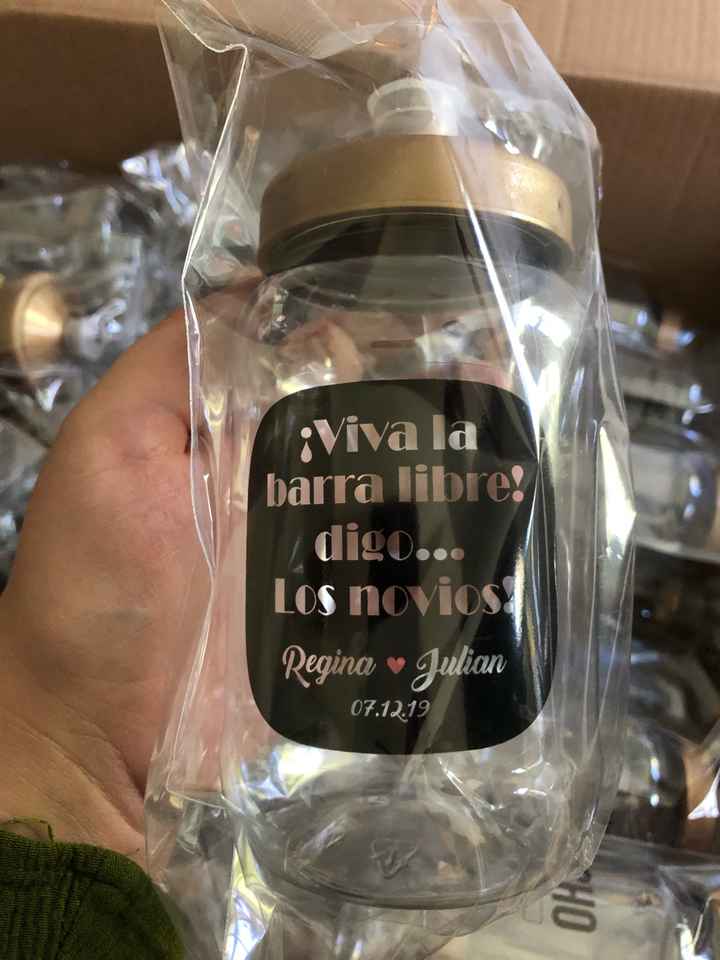 ¡Viva la
barra libre!
digo...
Los novios!
Regina ♥ Julian
07.12.19